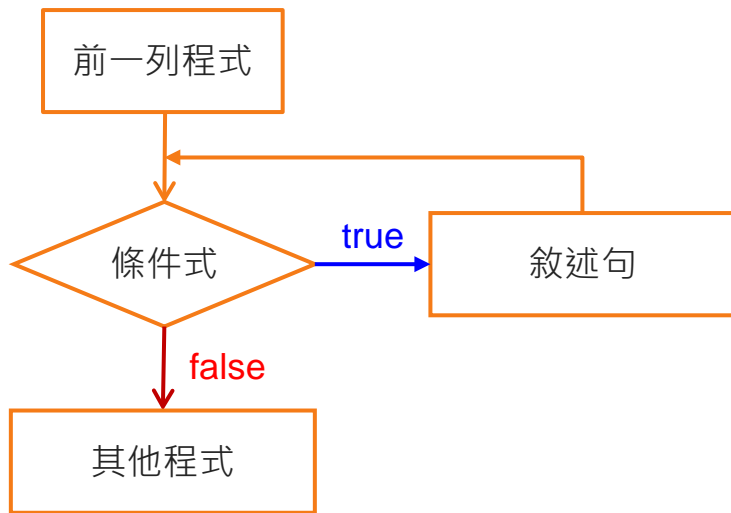 前一列程式
條件式
true
敘述句
false
其他程式